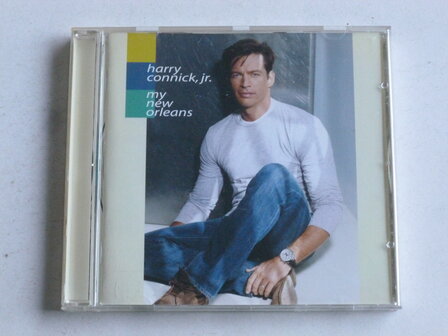 harry
connick, jr.
my
new
orleans